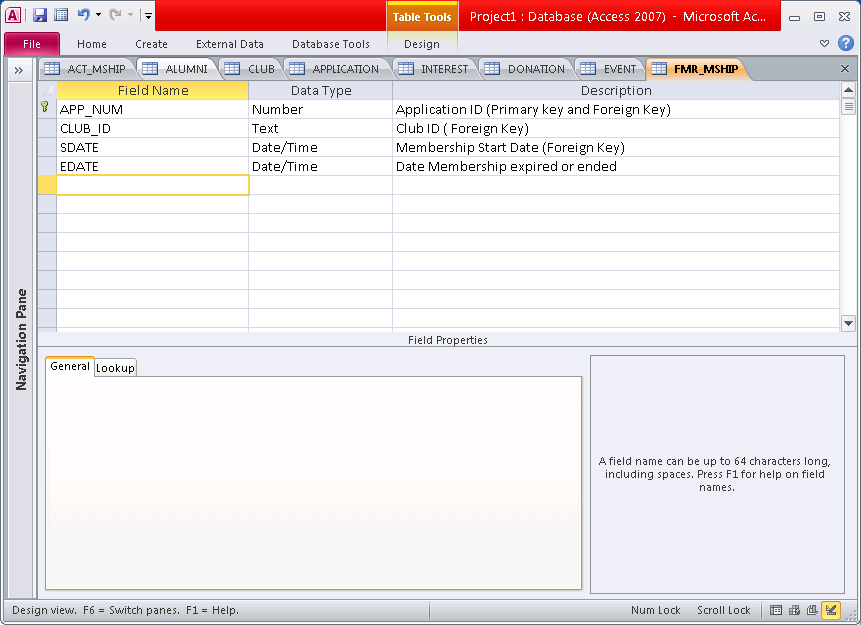 Table Tools
Project1 : Database (Access 2007) - Microsoft Ac...
File Home Create External Data Database Tools Design
ACT_MSHIP ALUMNI CLUB APPLICATION INTEREST DONATION EVENT FMR_MSHIP
Field Name Data Type Description
APP_NUM Number Application ID (Primary key and Foreign Key)
CLUB_ID Text Club ID ( Foreign Key)
SDATE Date/Time Membership Start Date (Foreign Key)
EDATE Date/Time Date Membership expired or ended
Navigation Pane
Field Properties
General Lookup
A field name can be up to 64 characters long,
including spaces. Press F1 for help on field
names.
Design view. F6 = Switch panes. F1 = Help. Num Lock Scroll Lock